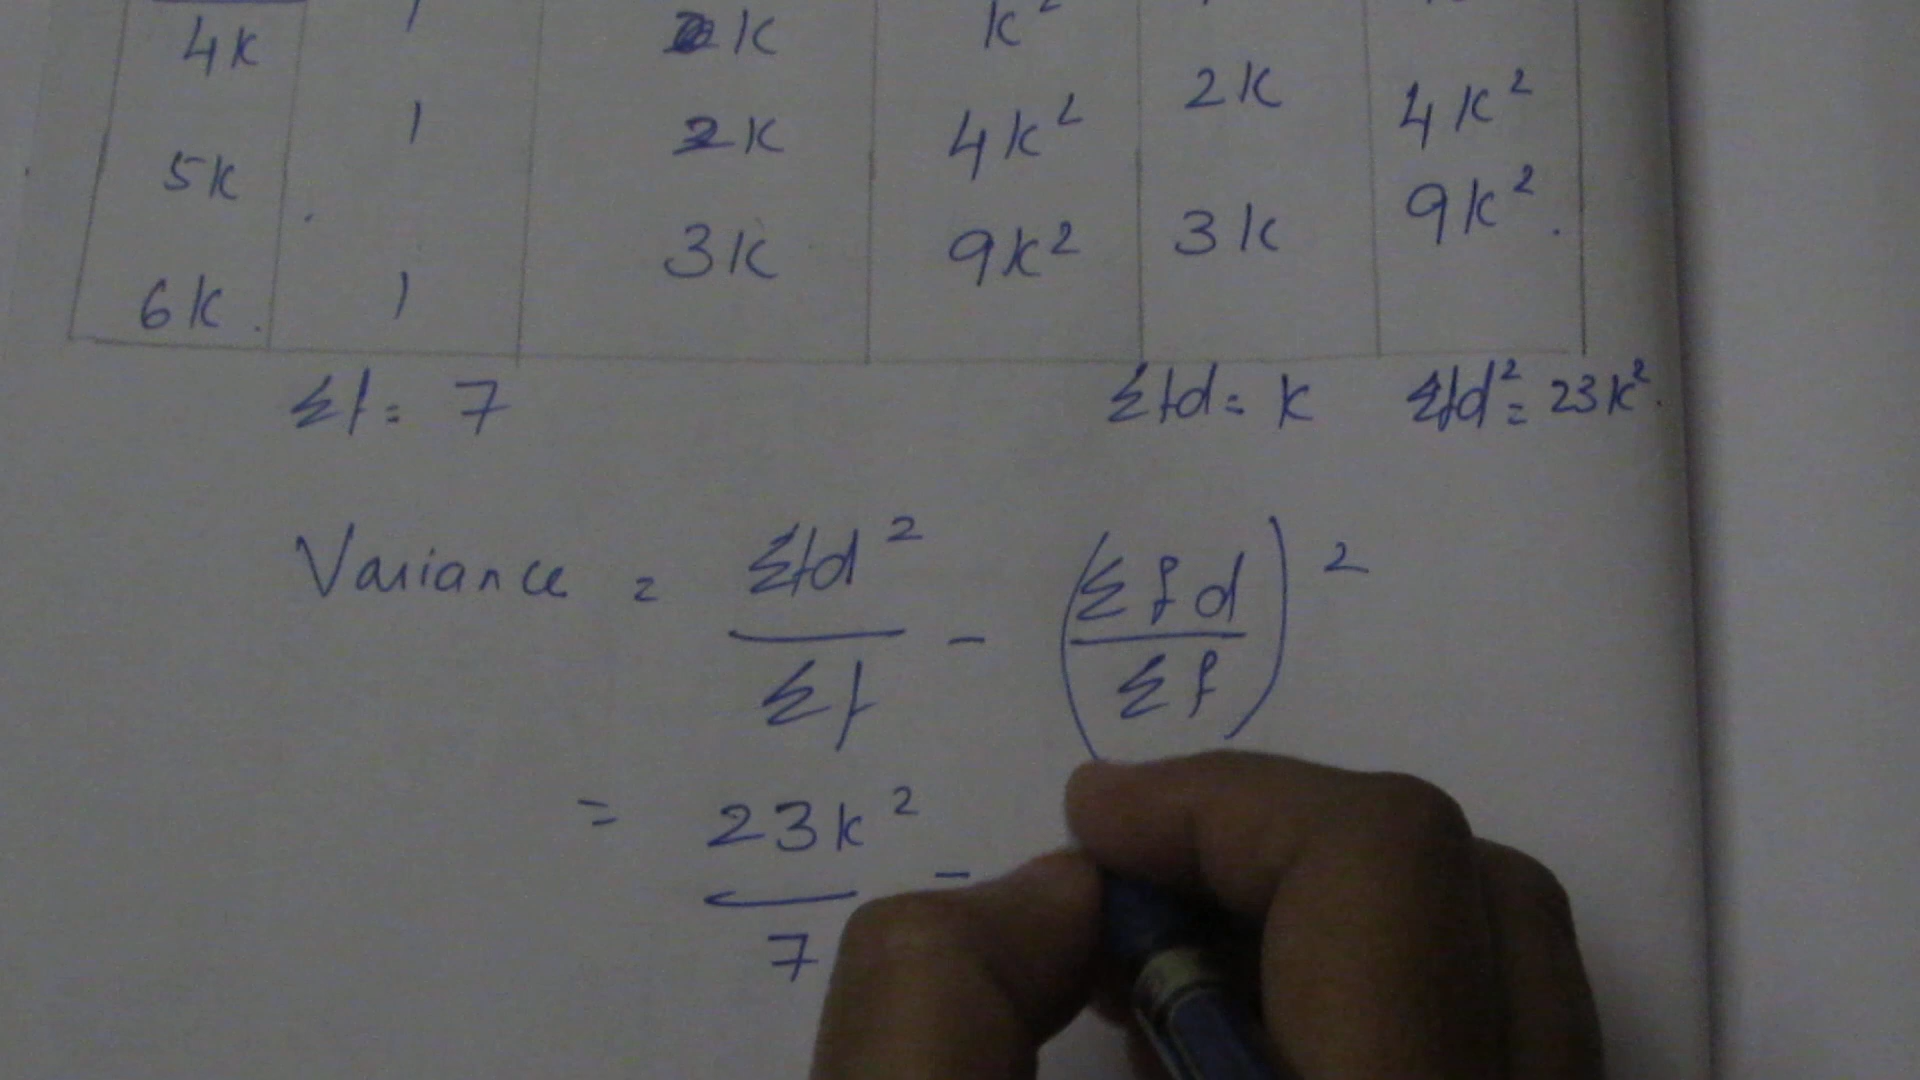 4k 1 k k²
5k 1 2k 4k² 2k 4k²
6k. 1 3k 9k² 3k 9k².
Σf = 7 Σfd = k Σfd² = 23k².
Variance = Σfd² / Σf - (Σfd / Σf)²
= 23k² / 7 -